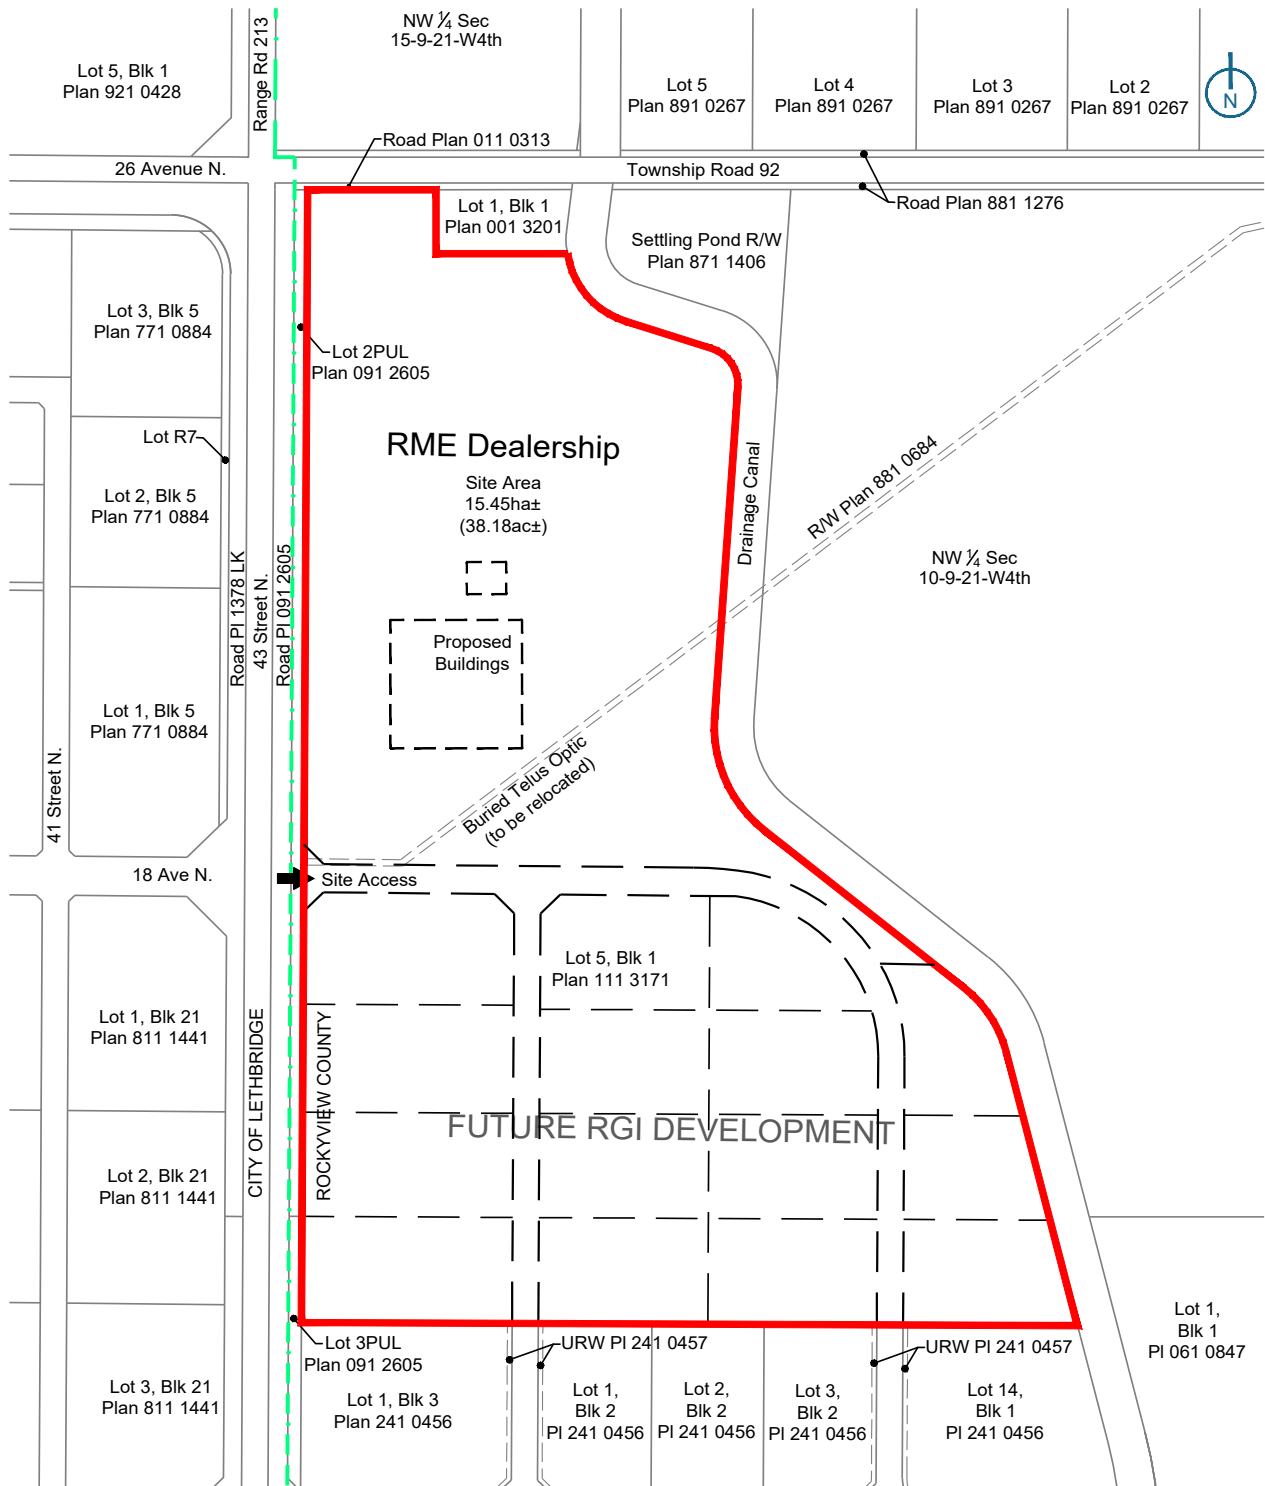 NW ¼ Sec
15-9-21-W4th
Lot 5, Blk 1
Plan 921 0428
Range Rd 213
Lot 5
Plan 891 0267
Lot 4
Plan 891 0267
Lot 3
Plan 891 0267
Lot 2
Plan 891 0267
N
Road Plan 011 0313
26 Avenue N.
Township Road 92
Road Plan 881 1276
Lot 1, Blk 1
Plan 001 3201
Settling Pond R/W
Plan 871 1406
Lot 3, Blk 5
Plan 771 0884
Lot 2PUL
Plan 091 2605
Lot R7
RME Dealership
Site Area
15.45ha±
(38.18ac±)
Drainage Canal
R/W Plan 881 0684
Lot 2, Blk 5
Plan 771 0884
NW ¼ Sec
10-9-21-W4th
Road Pl 1378 LK
43 Street N.
Road Pl 091 2605
Proposed
Buildings
Lot 1, Blk 5
Plan 771 0884
41 Street N.
Buried Telus Optic
(to be relocated)
18 Ave N.
Site Access
Lot 5, Blk 1
Plan 111 3171
Lot 1, Blk 21
Plan 811 1441
CITY OF LETHBRIDGE
ROCKYVIEW COUNTY
FUTURE RGI DEVELOPMENT
Lot 2, Blk 21
Plan 811 1441
Lot 1,
Blk 1
Pl 061 0847
Lot 3PUL
Plan 091 2605
URW Pl 241 0457
URW Pl 241 0457
Lot 3, Blk 21
Plan 811 1441
Lot 1, Blk 3
Plan 241 0456
Lot 1,
Blk 2
Pl 241 0456
Lot 2,
Blk 2
Pl 241 0456
Lot 3,
Blk 2
Pl 241 0456
Lot 14,
Blk 1
Pl 241 0456